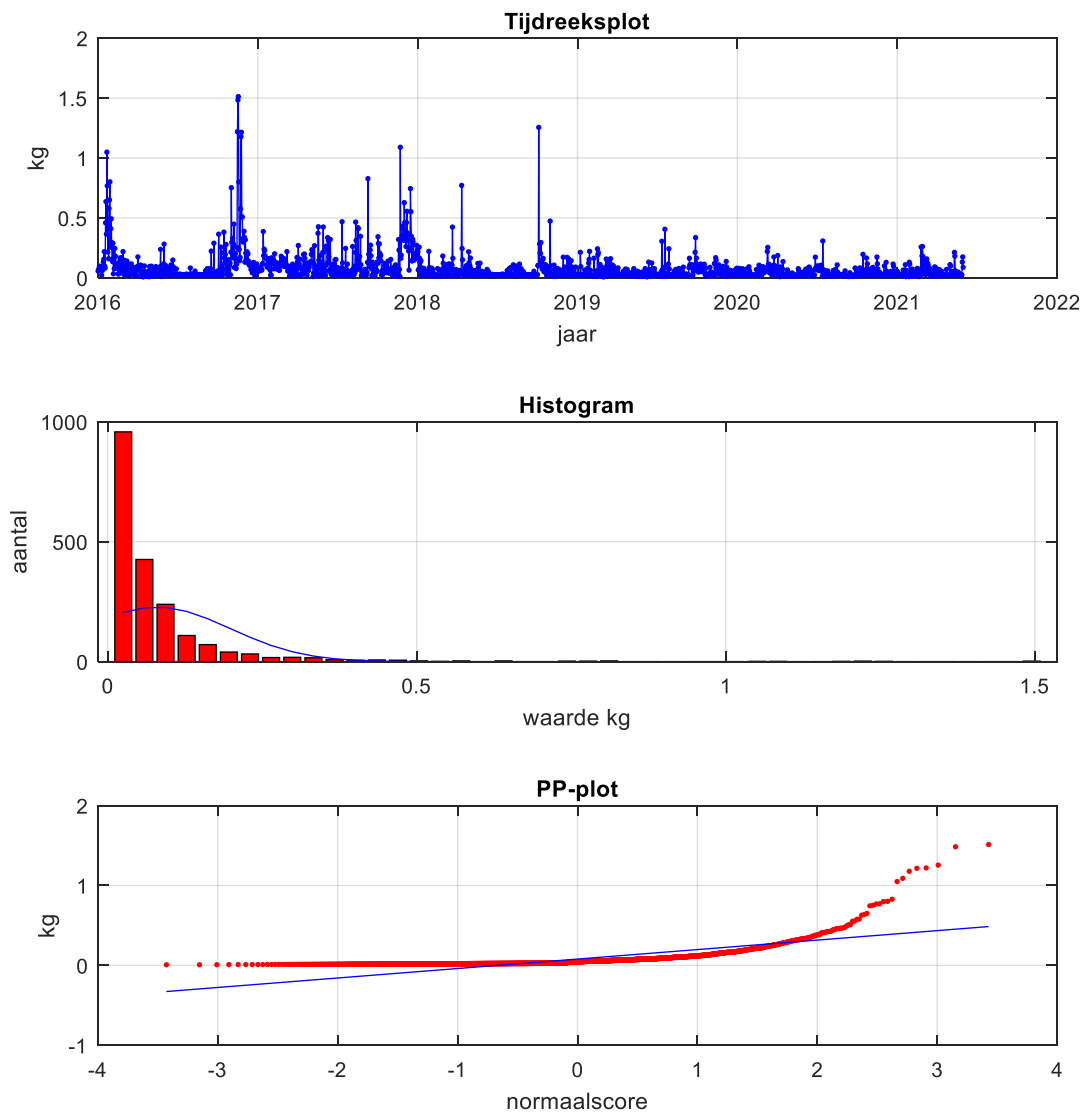 Tijdreeksplot
2
1.5
1
0.5
0
kg
2016 2017 2018 2019 2020 2021 2022
jaar
Histogram
1000
500
0
aantal
0 0.5 1 1.5
waarde kg
PP-plot
2
1
0
-1
kg
-4 -3 -2 -1 0 1 2 3 4
normaalscore